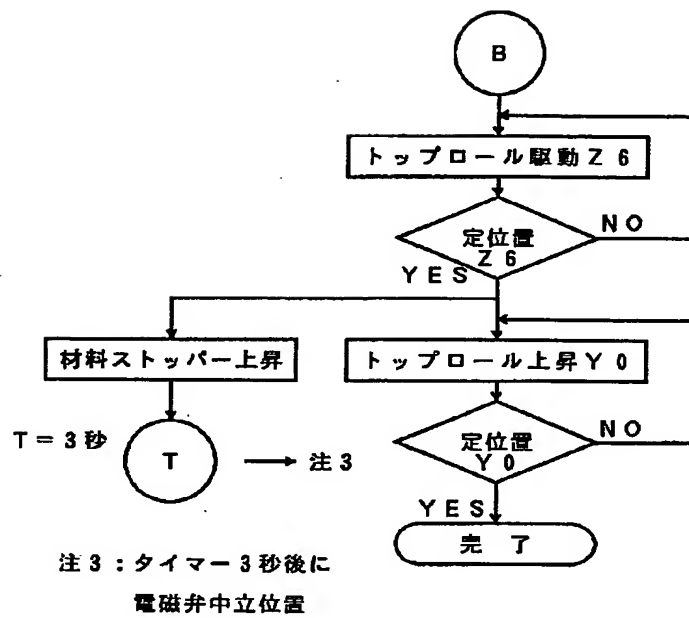 B
トップロール駆動Z6
定位置
Z6
NO
YES
材料ストッパー上昇
トップロール上昇Y0
T=3秒
T
→ 注3
定位置
Y0
NO
YES
完了
注3：タイマー3秒後に
電磁弁中立位置